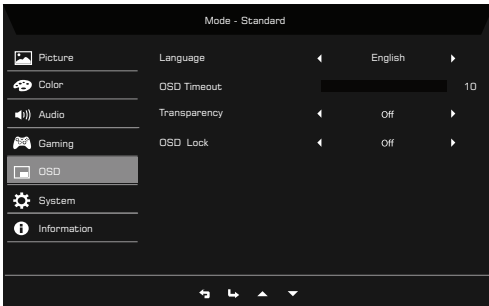 Mode - Standard
Picture
Color
Audio
Gaming
OSD
System
Information
Language English
OSD Timeout 10
Transparency Off
OSD Lock Off